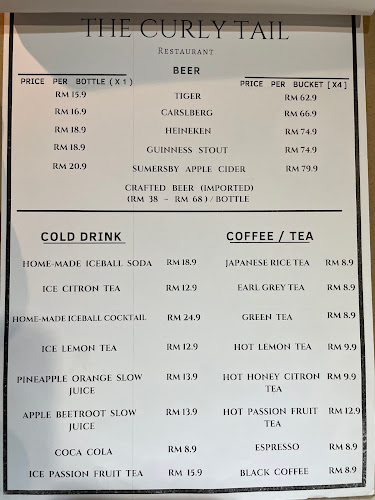 THE CURLY TAIL
RESTAURANT
BEER
PRICE PER BOTTLE (X1) PRICE PER BUCKET [X4]
RM 15.9 TIGER RM 62.9
RM 16.9 CARSLBERG RM 66.9
RM 18.9 HEINEKEN RM 74.9
RM 18.9 GUINNESS STOUT RM 74.9
RM 20.9 SUMERSBY APPLE CIDER RM 79.9
CRAFTED BEER (IMPORTED)
(RM 38 - RM 68) / BOTTLE
COLD DRINK
HOME-MADE ICEBALL SODA RM 18.9
ICE CITRON TEA RM 12.9
HOME-MADE ICEBALL COCKTAIL RM 24.9
ICE LEMON TEA RM 12.9
PINEAPPLE ORANGE SLOW JUICE RM 13.9
APPLE BEETROOT SLOW JUICE RM 13.9
COCA COLA RM 8.9
ICE PASSION FRUIT TEA RM 15.9
COFFEE / TEA
JAPANESE RICE TEA RM 8.9
EARL GREY TEA RM 8.9
GREEN TEA RM 8.9
HOT LEMON TEA RM 9.9
HOT HONEY CITRON TEA RM 9.9
HOT PASSION FRUIT TEA RM 12.9
ESPRESSO RM 8.9
BLACK COFFEE RM 8.9